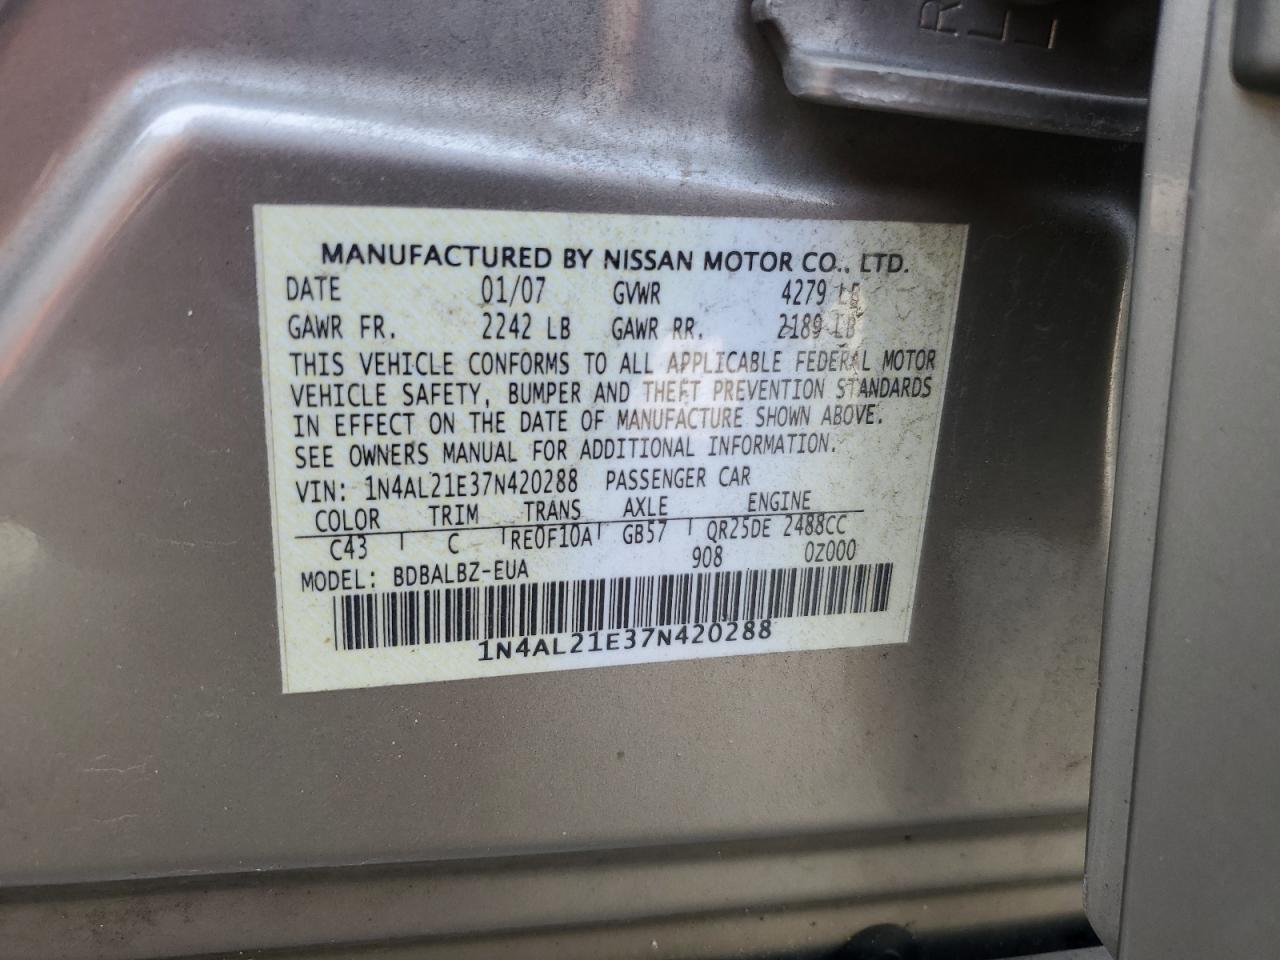 MANUFACTURED BY NISSAN MOTOR CO., LTD.
DATE 01/07 GVWR 4279 LB
GAWR FR. 2242 LB GAWR RR. 2189 LB
THIS VEHICLE CONFORMS TO ALL APPLICABLE FEDERAL MOTOR
VEHICLE SAFETY, BUMPER AND THEFT PREVENTION STANDARDS
IN EFFECT ON THE DATE OF MANUFACTURE SHOWN ABOVE.
SEE OWNERS MANUAL FOR ADDITIONAL INFORMATION.
VIN: 1N4AL21E37N420288 PASSENGER CAR
COLOR TRIM TRANS AXLE ENGINE
C43 C RE0F10A GB57 QR25DE 2488CC
908 0Z000
MODEL: BDBALBZ-EUA
1N4AL21E37N420288